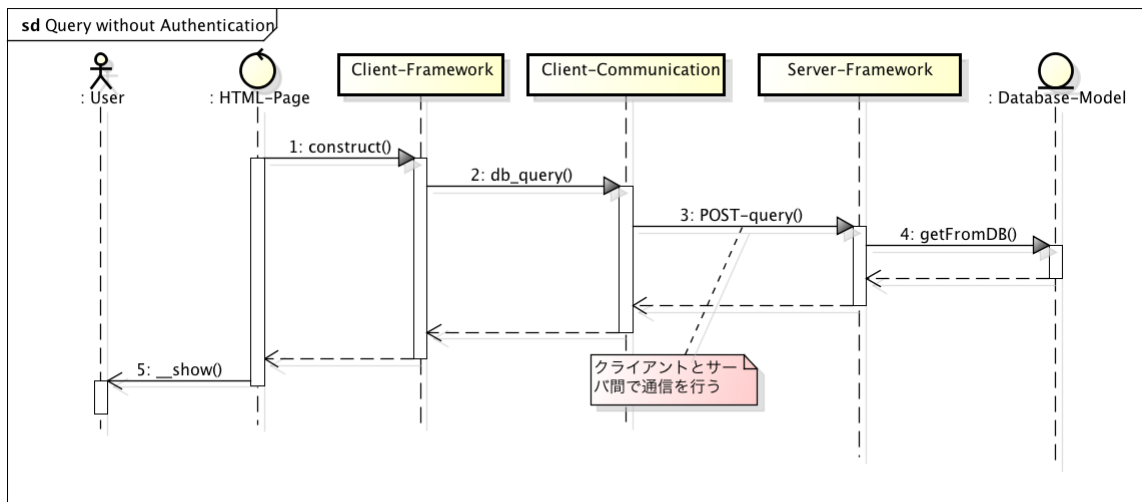 sd Query without Authentication
: User
: HTML-Page
Client-Framework
Client-Communication
Server-Framework
: Database-Model
1: construct()
2: db_query()
3: POST-query()
4: getFromDB()
5: __show()
クライアントとサー
バ間で通信を行う